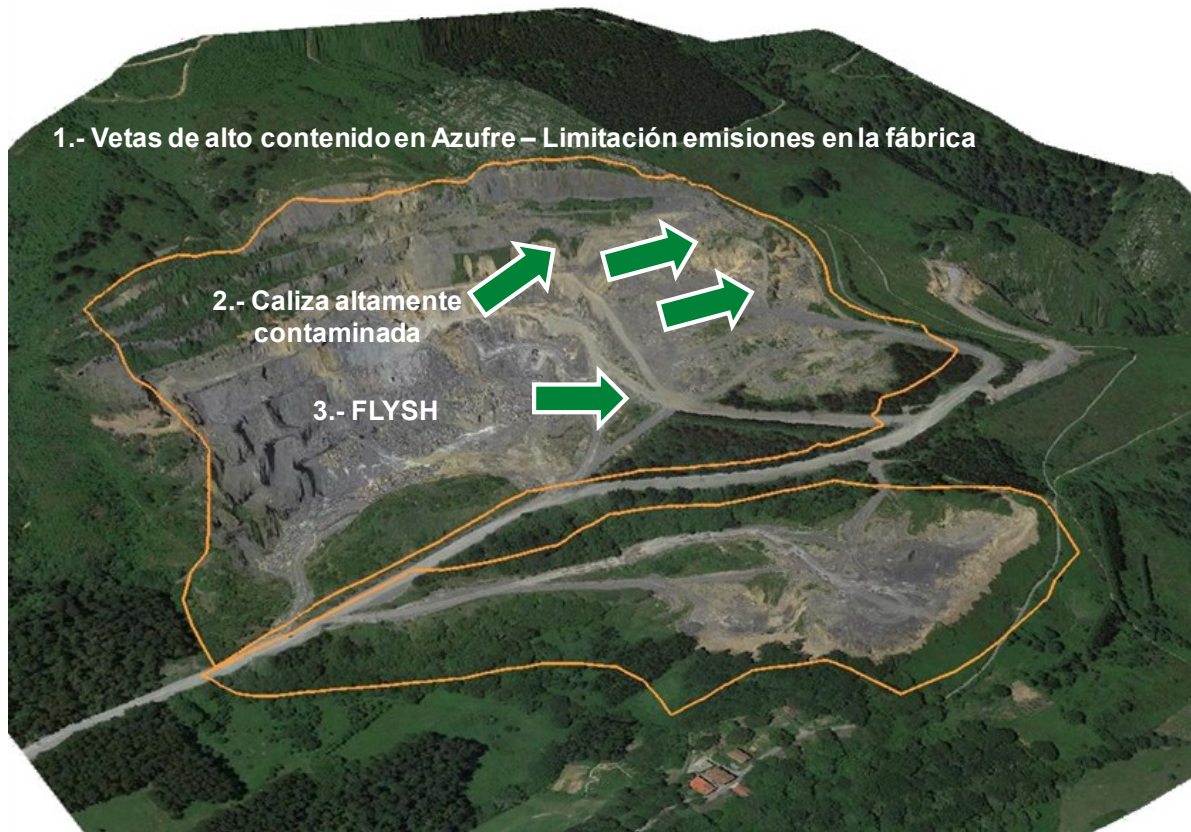 1.- Vetas de alto contenido en Azufre – Limitación emisiones en la fábrica
2.- Caliza altamente
contaminada
3.- FLYSH